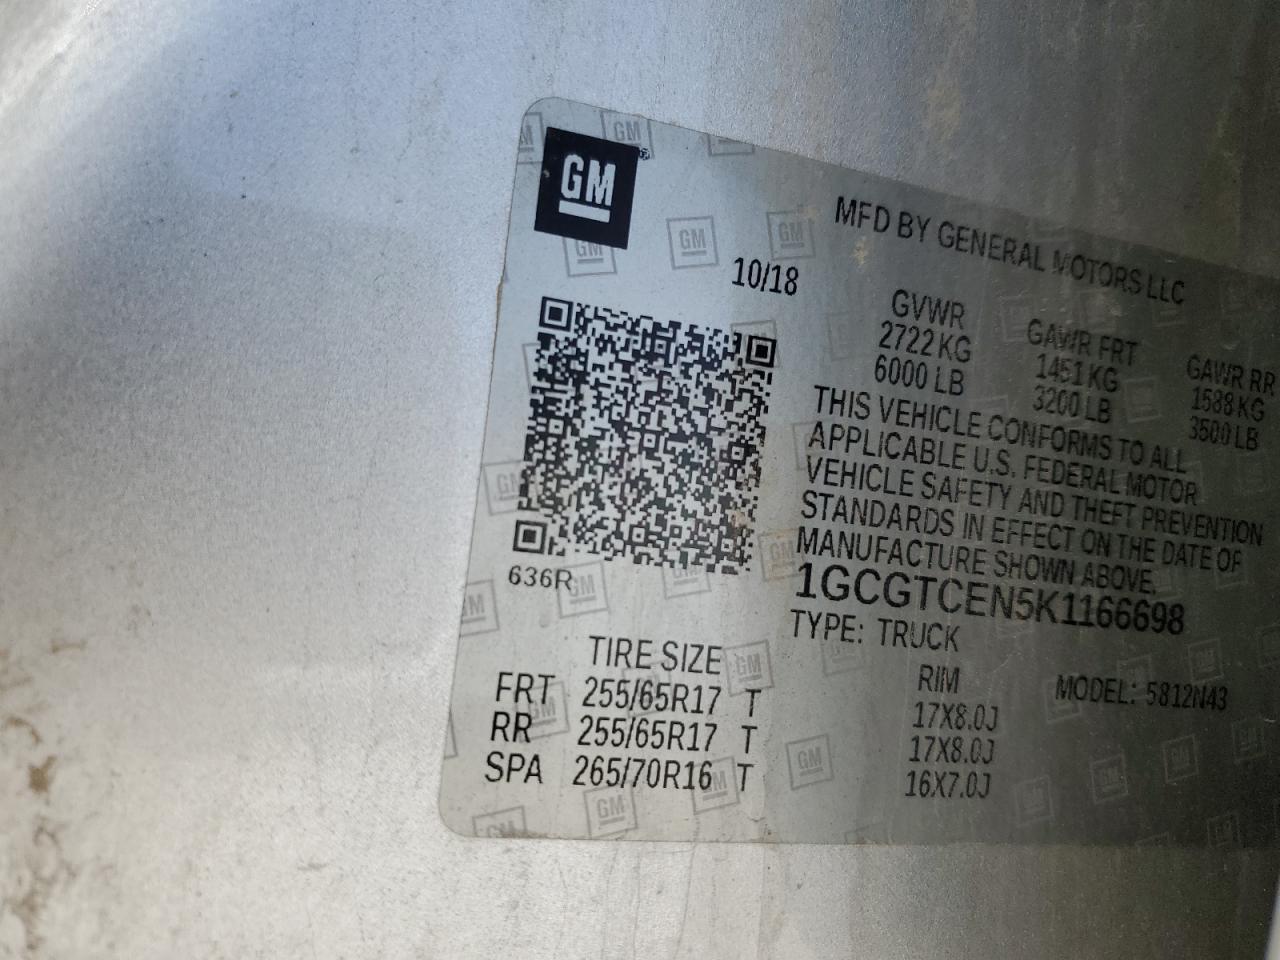 GM
MFD BY GENERAL MOTORS LLC
10/18
GVWR GAWR FRT GAWR RR
2722 KG 1451 KG 1588 KG
6000 LB 3200 LB 3500 LB
THIS VEHICLE CONFORMS TO ALL
APPLICABLE U.S. FEDERAL MOTOR
VEHICLE SAFETY AND THEFT PREVENTION
STANDARDS IN EFFECT ON THE DATE OF
MANUFACTURE SHOWN ABOVE.
636R
1GCGTCEN5K1166698
TYPE: TRUCK
MODEL: 5812N43
TIRE SIZE RIM
FRT 255/65R17 T 17X8.0J
RR 255/65R17 T 17X8.0J
SPA 265/70R16 T 16X7.0J